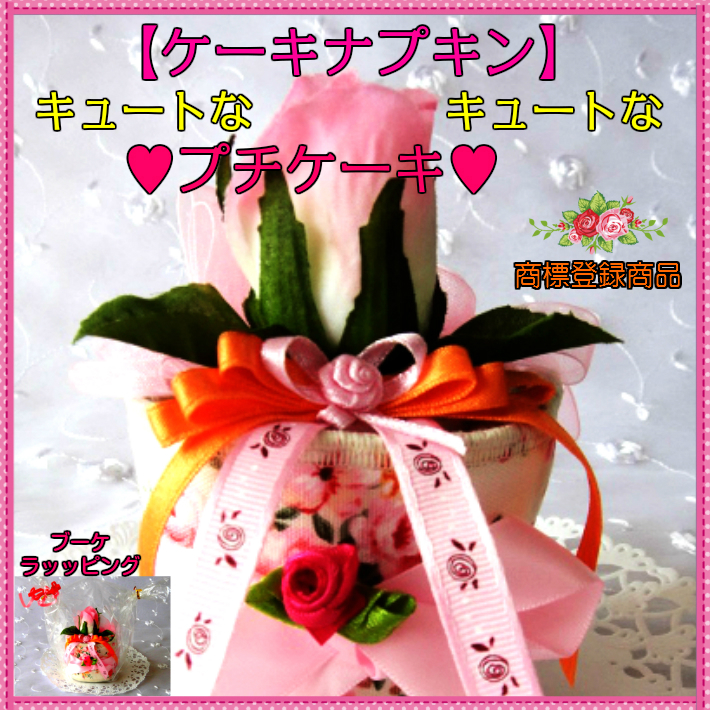 【ケーキナプキン】
キュートな キュートな
♥プチケーキ♥
商標登録商品
ブーケ
ラッッピング